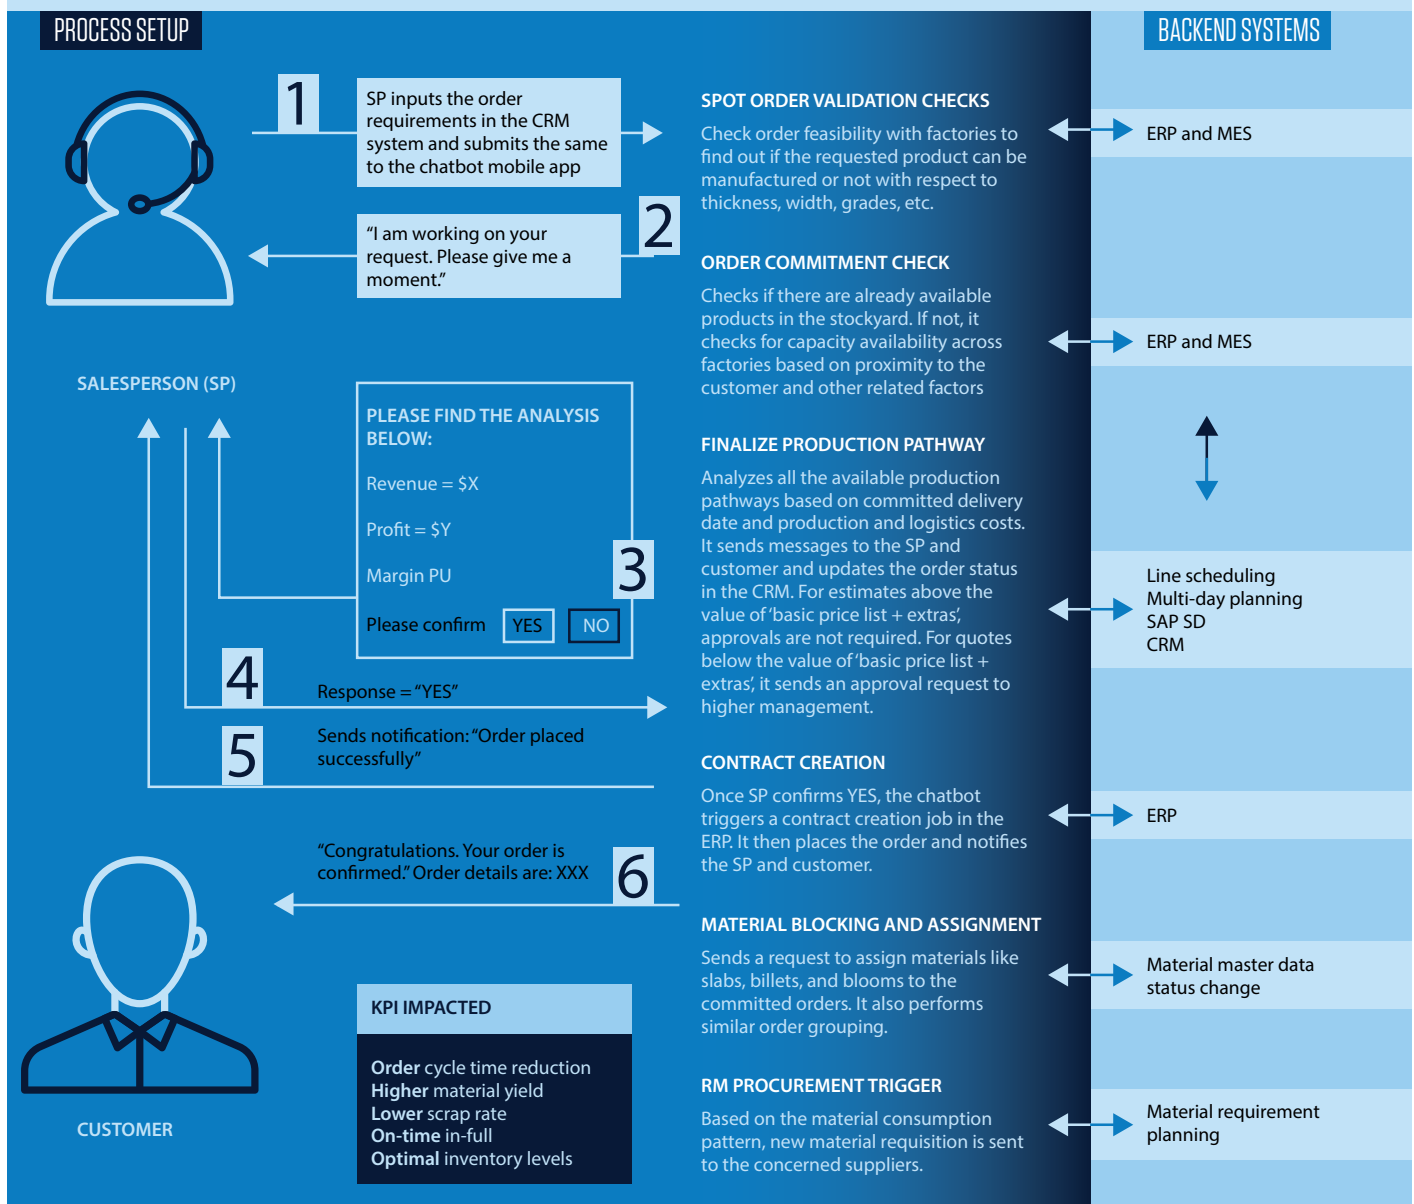 PROCESS SETUP
BACKEND SYSTEMS
1
SP inputs the order
requirements in the CRM
system and submits the same
to the chatbot mobile app
2
“I am working on your
request. Please give me a
moment.”
SALESPERSON (SP)
PLEASE FIND THE ANALYSIS
BELOW:
Revenue = $X
Profit = $Y
Margin PU
3
Please confirm
YES
NO
4
Response = “YES”
5
Sends notification: “Order placed
successfully”
“Congratulations. Your order is
confirmed.” Order details are: XXX
6
CUSTOMER
KPI IMPACTED
Order cycle time reduction
Higher material yield
Lower scrap rate
On-time in-full
Optimal inventory levels
SPOT ORDER VALIDATION CHECKS
Check order feasibility with factories to
find out if the requested product can be
manufactured or not with respect to
thickness, width, grades, etc.
ERP and MES
ORDER COMMITMENT CHECK
Checks if there are already available
products in the stockyard. If not, it
checks for capacity availability across
factories based on proximity to the
customer and other related factors
ERP and MES
FINALIZE PRODUCTION PATHWAY
Analyzes all the available production
pathways based on committed delivery
date and production and logistics costs.
It sends messages to the SP and
customer and updates the order status
in the CRM. For estimates above the
value of ‘basic price list + extras’,
approvals are not required. For quotes
below the value of ‘basic price list +
extras’, it sends an approval request to
higher management.
Line scheduling
Multi-day planning
SAP SD
CRM
CONTRACT CREATION
Once SP confirms YES, the chatbot
triggers a contract creation job in the
ERP. It then places the order and notifies
the SP and customer.
ERP
MATERIAL BLOCKING AND ASSIGNMENT
Sends a request to assign materials like
slabs, billets, and blooms to the
committed orders. It also performs
similar order grouping.
Material master data
status change
RM PROCUREMENT TRIGGER
Based on the material consumption
pattern, new material requisition is sent
to the concerned suppliers.
Material requirement
planning